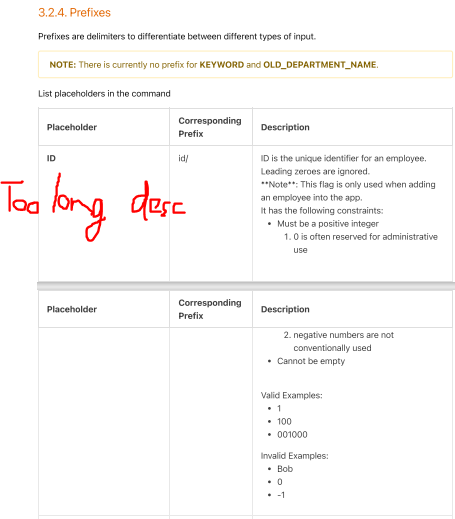 3.2.4. Prefixes
Prefixes are delimiters to differentiate between different types of input.
NOTE: There is currently no prefix for KEYWORD and OLD_DEPARTMENT_NAME.
List placeholders in the command
Placeholder
Corresponding
Prefix
Description
ID
id/
ID is the unique identifier for an employee.
Leading zeroes are ignored.
**Note**: This flag is only used when adding
an employee into the app.
It has the following constraints:
• Must be a positive integer
1. 0 is often reserved for administrative
use
Too long desc
Placeholder
Corresponding
Prefix
Description
2. negative numbers are not
conventionally used
• Cannot be empty
Valid Examples:
• 1
• 100
• 001000
Invalid Examples:
• Bob
• 0
• -1